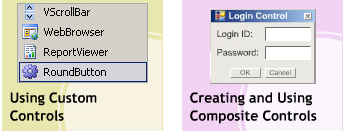 VScrollBar
WebBrowser
ReportViewer
RoundButton
Using Custom
Controls
Login Control
Login ID:
Password:
OK Cancel
Creating and Using
Composite Controls